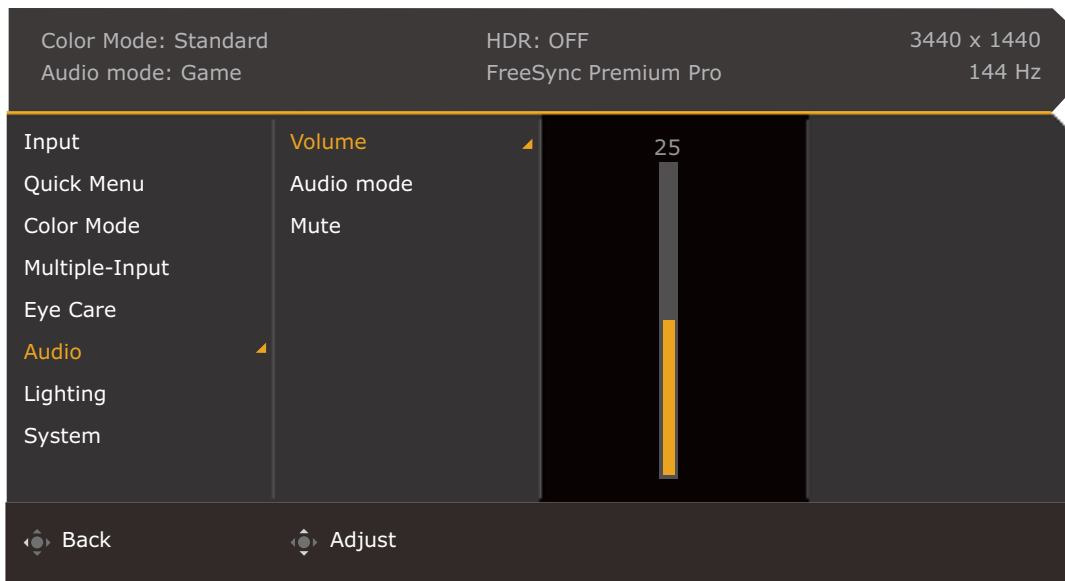 Color Mode: Standard
HDR: OFF
3440 x 1440
Audio mode: Game
FreeSync Premium Pro
144 Hz
Input
Quick Menu
Color Mode
Multiple-Input
Eye Care
Audio
Lighting
System
Volume
Audio mode
Mute
25
Back
Adjust